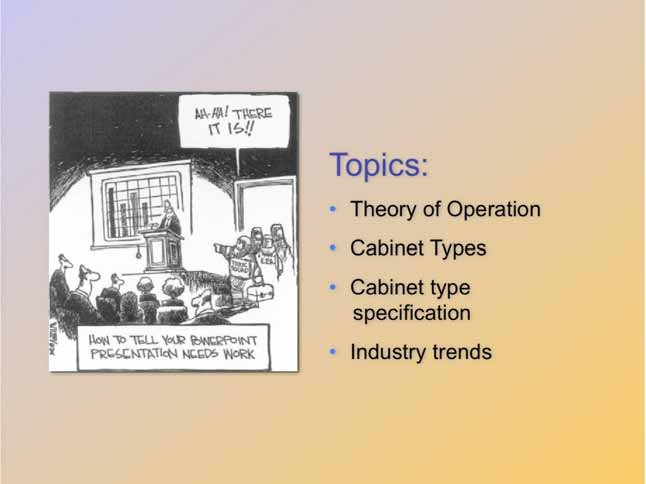 AH-HA! THERE
IT IS!!
HOW TO TELL YOUR POWERPOINT
PRESENTATION NEEDS WORK
Topics:
• Theory of Operation
• Cabinet Types
• Cabinet type
specification
• Industry trends